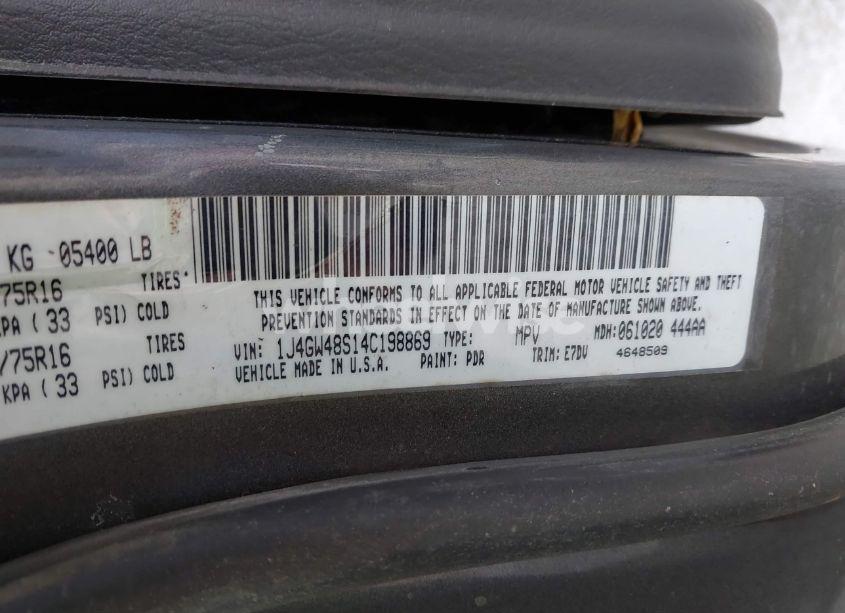 KG 05400 LB
/75R16 TIRES*
KPA ( 33 PSI) COLD
/75R16 TIRES
KPA ( 33 PSI) COLD
THIS VEHICLE CONFORMS TO ALL APPLICABLE FEDERAL MOTOR VEHICLE SAFETY AND THEFT
PREVENTION STANDARDS IN EFFECT ON THE DATE OF MANUFACTURE SHOWN ABOVE.
VIN: 1J4GW48S14C198869 TYPE: MPV MDH:061020 444AA
VEHICLE MADE IN U.S.A. PAINT: PDR TRIM: E7DV 4648509